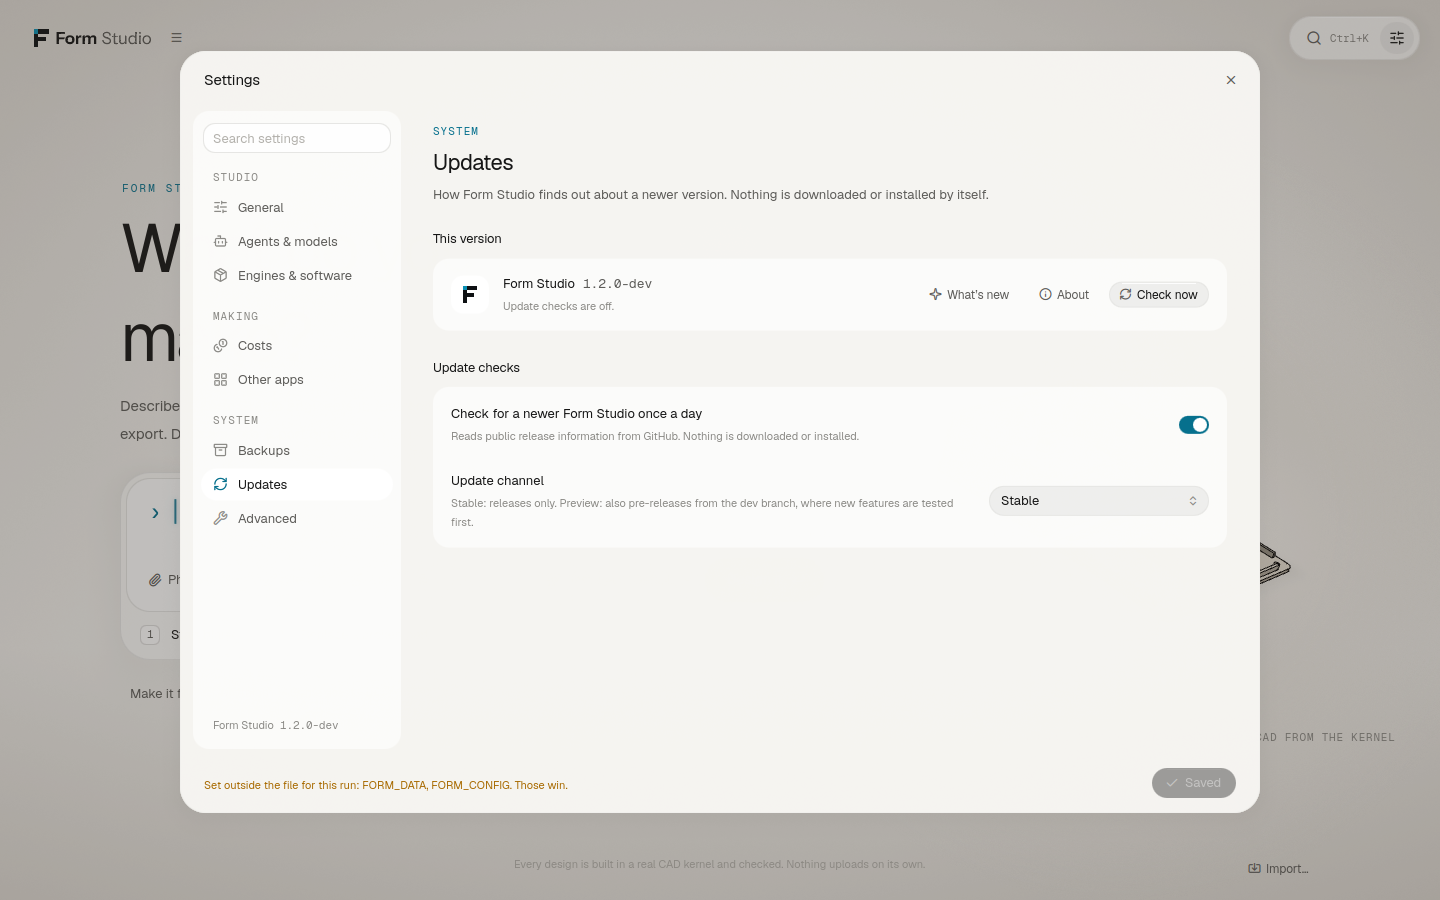 Form Studio
Ctrl+K
Settings
Search settings
STUDIO
General
Agents & models
Engines & software
MAKING
Costs
Other apps
SYSTEM
Backups
Updates
Advanced
Form Studio 1.2.0-dev
SYSTEM
Updates
How Form Studio finds out about a newer version. Nothing is downloaded or installed by itself.
This version
Form Studio 1.2.0-dev
Update checks are off.
What's new
About
Check now
Update checks
Check for a newer Form Studio once a day
Reads public release information from GitHub. Nothing is downloaded or installed.
Update channel
Stable: releases only. Preview: also pre-releases from the dev branch, where new features are tested
first.
Stable
Set outside the file for this run: FORM_DATA, FORM_CONFIG. Those win.
Saved
FORM ST
W
ma
Describe
export. D
Ph
1 S
Make it f
CAD FROM THE KERNEL
Every design is built in a real CAD kernel and checked. Nothing uploads on its own.
Import...